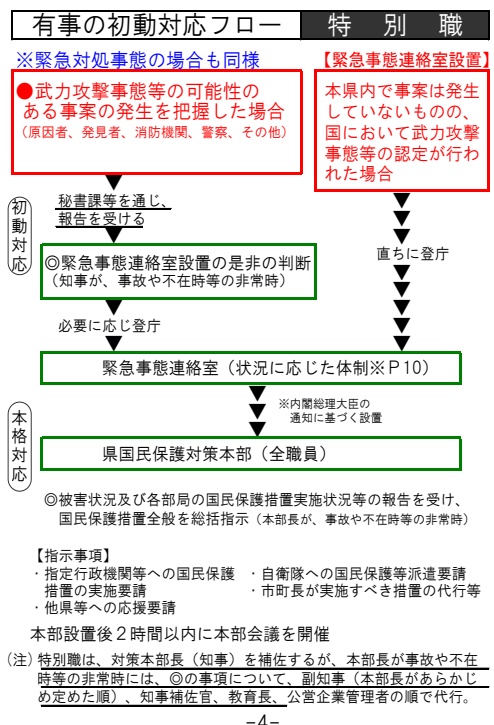 有事の初動対応フロー 特別職
※緊急対処事態の場合も同様
【緊急事態連絡室設置】
●武力攻撃事態等の可能性の
ある事案の発生を把握した場合
（原因者、発見者、消防機関、警察、その他）
本県内で事案は発生
していないものの、
国において武力攻撃
事態等の認定が行わ
れた場合
初動対応
秘書課等を通じ、
報告を受ける
直ちに登庁
◎緊急事態連絡室設置の是非の判断
（知事が、事故や不在時等の非常時）
必要に応じ登庁
緊急事態連絡室（状況に応じた体制※Ｐ10）
※内閣総理大臣の
通知に基づく設置
本格対応
県国民保護対策本部（全職員）
◎被害状況及び各部局の国民保護措置実施状況等の報告を受け、
国民保護措置全般を総括指示（本部長が、事故や不在時等の非常時）
【指示事項】
・指定行政機関等への国民保護
措置の実施要請
・他県等への応援要請
・自衛隊への国民保護等派遣要請
・市町長が実施すべき措置の代行等
本部設置後２時間以内に本部会議を開催
（注）特別職は、対策本部長（知事）を補佐するが、本部長が事故や不在
時等の非常時には、◎の事項について、副知事（本部長があらかじ
め定めた順）、知事補佐官、教育長、公営企業管理者の順で代行。
−4−